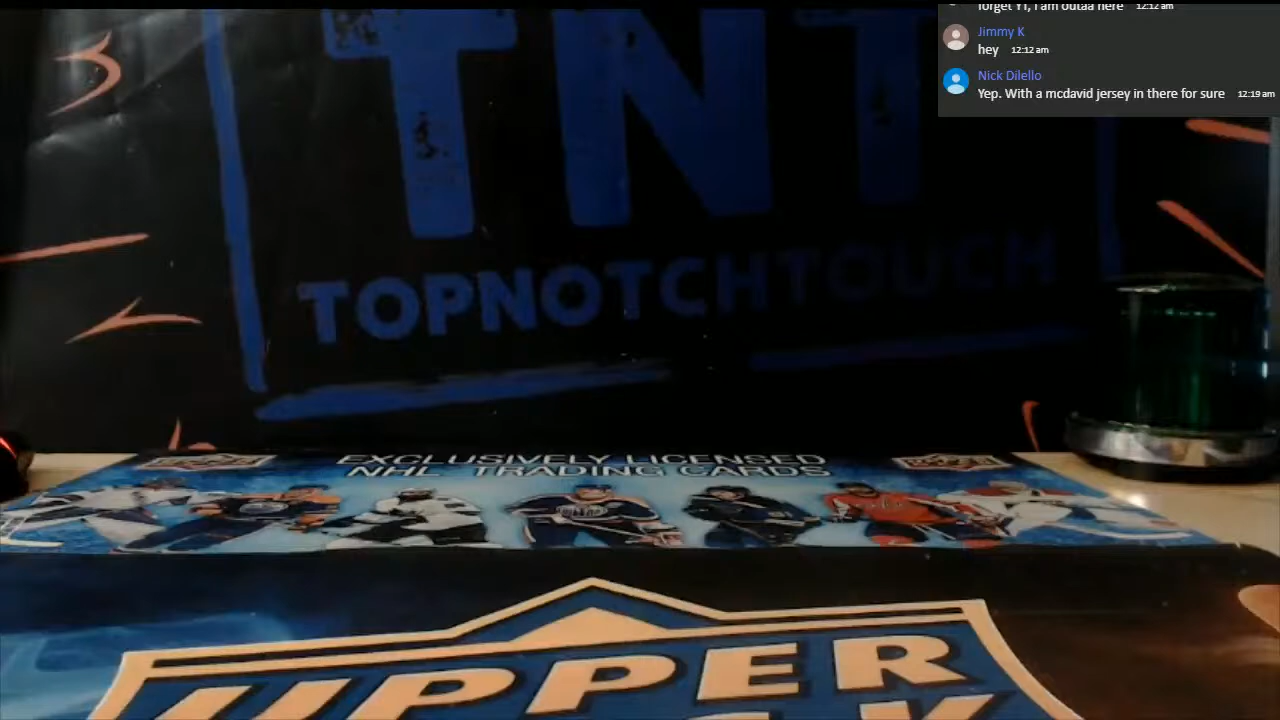 TNT
TOPNOTCHTOUCH
forget YT, i am outaa here 12:12 am
Jimmy K
hey 12:12 am
Nick Dilello
Yep. With a mcdavid jersey in there for sure 12:19 am
EXCLUSIVELY LICENSED
NHL TRADING CARDS
UPPER